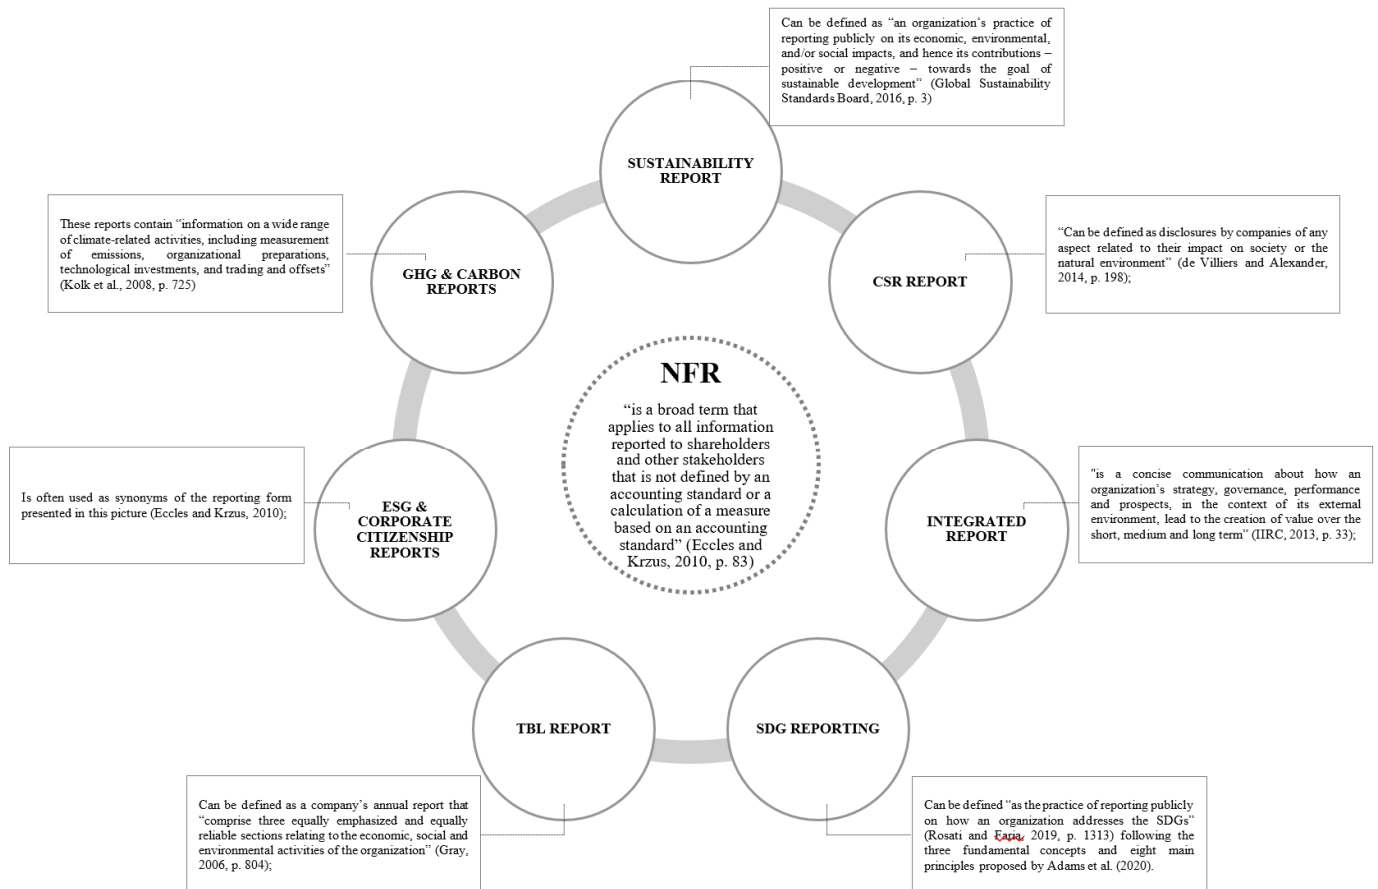 Can be defined as “an organization’s practice of
reporting publicly on its economic, environmental,
and/or social impacts, and hence its contributions –
positive or negative – towards the goal of
sustainable development“ (Global Sustainability
Standards Board, 2016, p. 3)
SUSTAINABILITY
REPORT
These reports contain “information on a wide range
of climate-related activities, including measurement
of emissions, organizational preparations,
technological investments, and trading and offsets”
(Kolk et al., 2008, p. 725)
GHG & CARBON
REPORTS
CSR REPORT
“Can be defined as disclosures by companies of any
aspect related to their impact on society or the
natural environment” (de Villiers and Alexander,
2014, p. 198);
NFR
“is a broad term that
applies to all information
reported to shareholders
and other stakeholders
that is not defined by an
accounting standard or a
calculation of a measure
based on an accounting
standard” (Eccles and
Krzus, 2010, p. 83)
Is often used as synonyms of the reporting form
presented in this picture (Eccles and Krzus, 2010);
ESG &
CORPORATE
CITIZENSHIP
REPORTS
INTEGRATED
REPORT
"is a concise communication about how an
organization’s strategy, governance, performance
and prospects, in the context of its external
environment, lead to the creation of value over the
short, medium and long term” (IIRC, 2013, p. 33);
TBL REPORT
SDG REPORTING
Can be defined as a company’s annual report that
“comprise three equally emphasized and equally
reliable sections relating to the economic, social and
environmental activities of the organization” (Gray,
2006, p. 804);
Can be defined “as the practice of reporting publicly
on how an organization addresses the SDGs”
(Rosati and Faria, 2019, p. 1313) following the
three fundamental concepts and eight main
principles proposed by Adams et al. (2020).